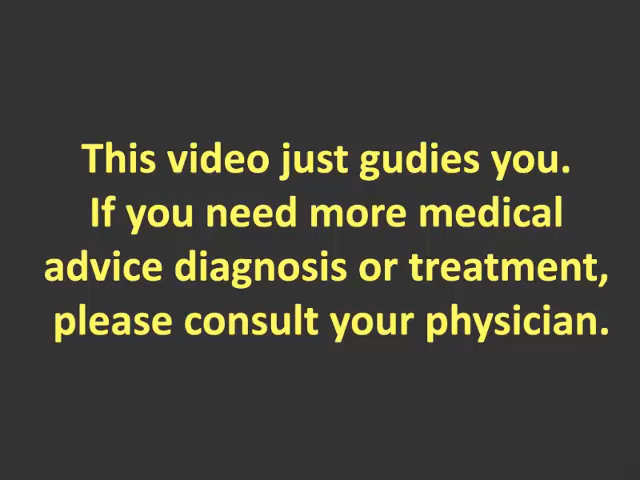 This video just gudies you.
If you need more medical
advice diagnosis or treatment,
please consult your physician.